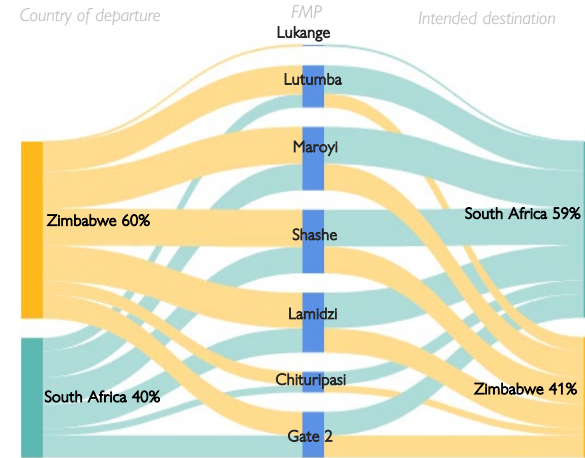 Country of departure
FMP
Intended destination
Lukange
Lutumba
Maroyi
Zimbabwe 60%
South Africa 59%
Shashe
Lamidzi
Chituripasi
South Africa 40%
Zimbabwe 41%
Gate 2